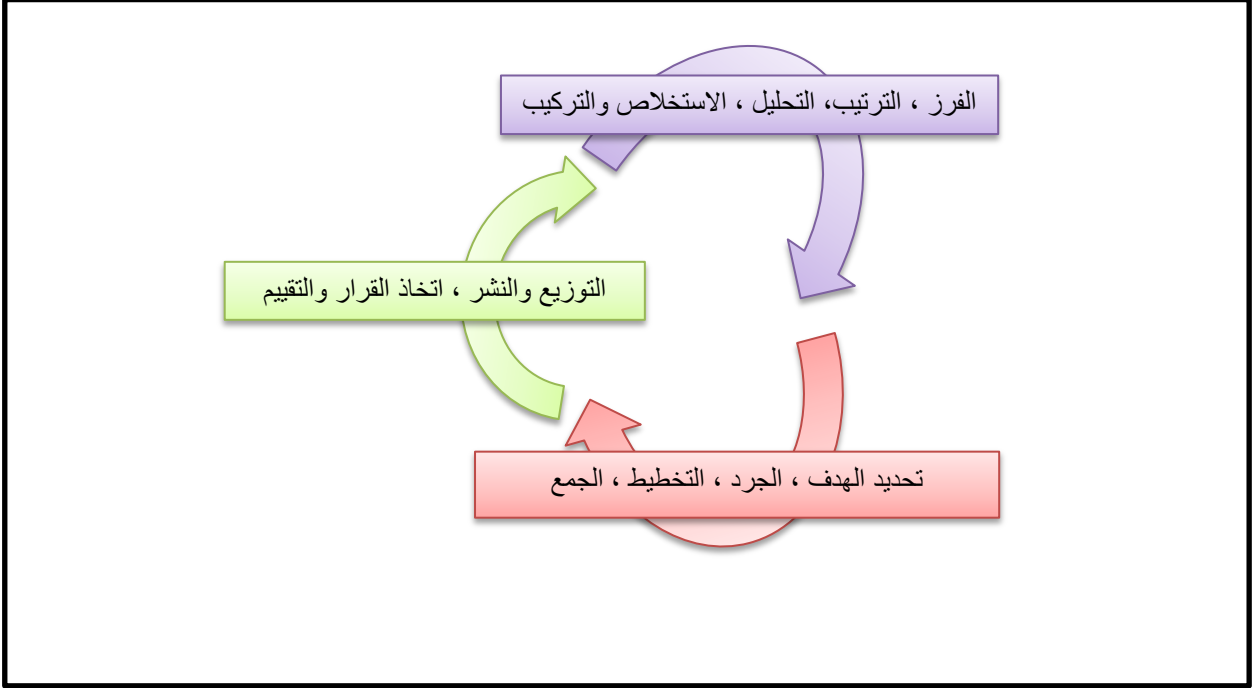 الفرز ، الترتيب، التحليل ، الاستخلاص والتركيب
التوزيع والنشر ، اتخاذ القرار والتقييم
تحديد الهدف ، الجرد ، التخطيط ، الجمع